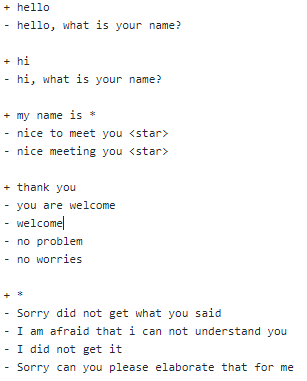 + hello
- hello, what is your name?

+ hi
- hi, what is your name?

+ my name is *
- nice to meet you <star>
- nice meeting you <star>

+ thank you
- you are welcome
- welcome
- no problem
- no worries

+ *
- Sorry did not get what you said
- I am afraid that i can not understand you
- I did not get it
- Sorry can you please elaborate that for me